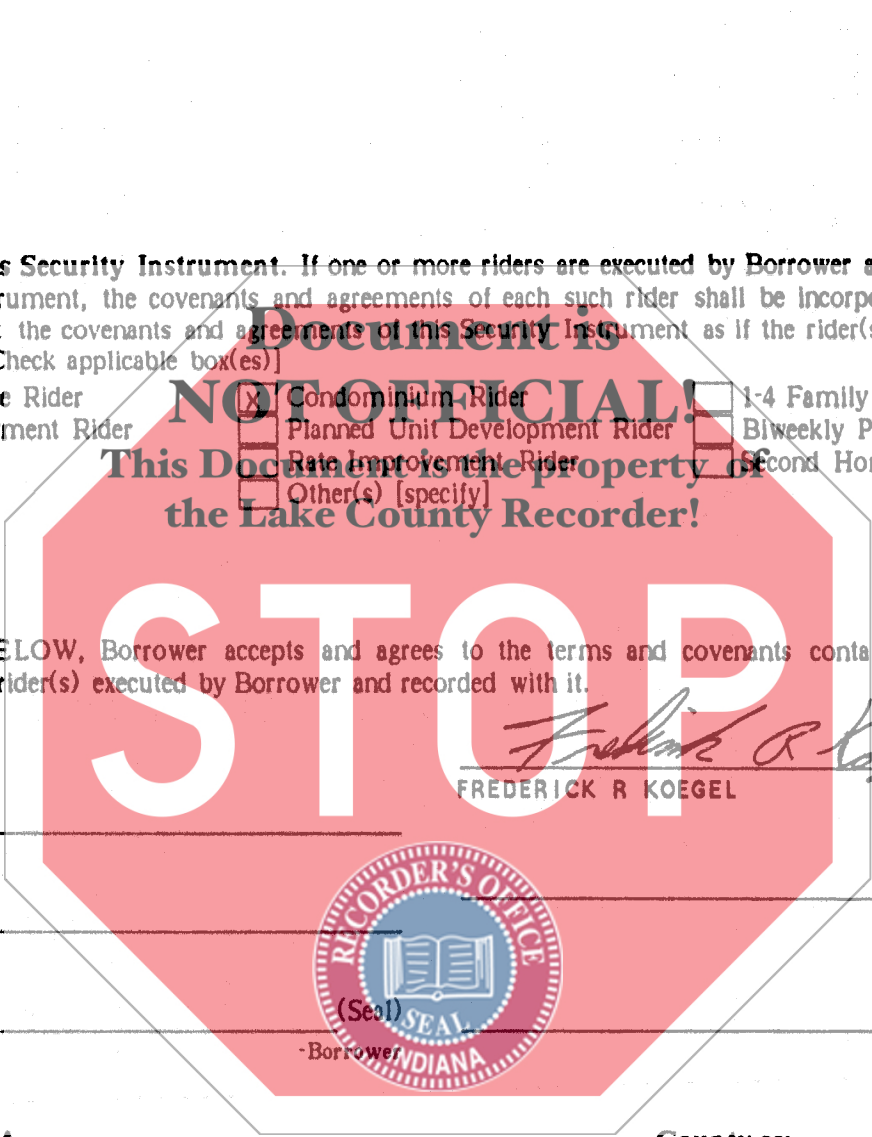 s Security Instrument. If one or more riders are executed by Borrower a
rument, the covenants and agreements of each such rider shall be incorpo
the covenants and agreements of this Security Instrument as if the rider(s
Check applicable box(es)]
e Rider [X] Condominium Rider 1-4 Family
ment Rider Planned Unit Development Rider Biweekly P
Rate Improvement Rider Second Hor
Other(s) [specify]
Document is
NOT OFFICIAL!
This Document is the property of
the Lake County Recorder!
STOP
ELOW, Borrower accepts and agrees to the terms and covenants conta
rider(s) executed by Borrower and recorded with it.
Fredrick R Ko
FREDERICK R KOEGEL
RECORDER'S OFFICE
SEAL
INDIANA
(Seal)
-Borrower